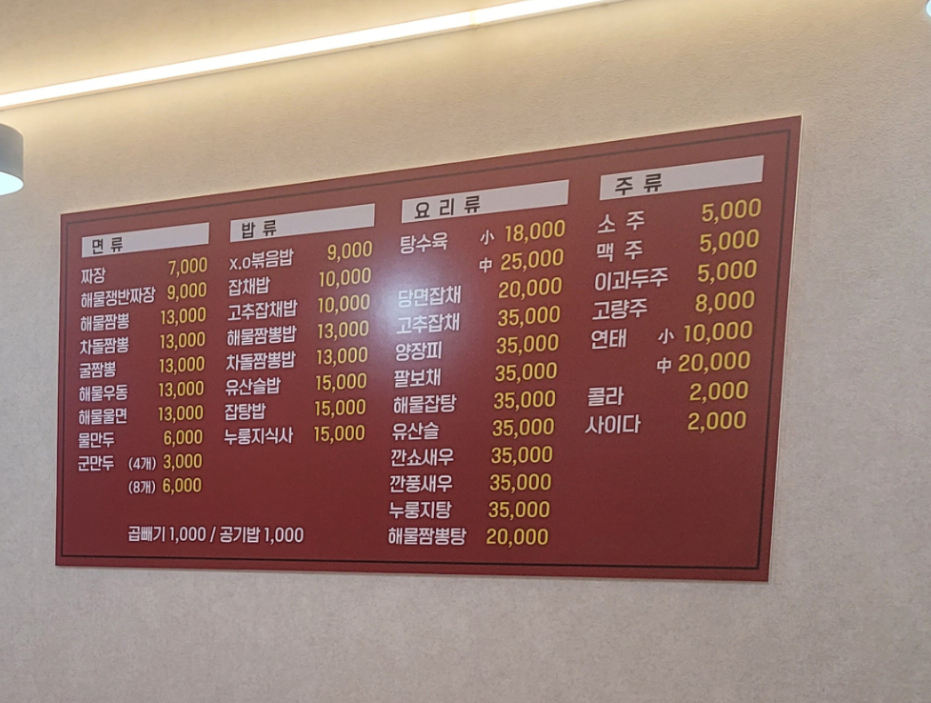 면류
짜장 7,000
해물쟁반짜장 9,000
해물짬뽕 13,000
차돌짬뽕 13,000
굴짬뽕 13,000
해물우동 13,000
해물울면 13,000
물만두 6,000
군만두 (4개) 3,000
(8개) 6,000
곱빼기 1,000 / 공기밥 1,000
밥류
x.o볶음밥 9,000
잡채밥 10,000
고추잡채밥 10,000
해물짬뽕밥 13,000
차돌짬뽕밥 13,000
유산슬밥 15,000
잡탕밥 15,000
누룽지식사 15,000
요리류
탕수육 小 18,000
中 25,000
당면잡채 20,000
고추잡채 35,000
양장피 35,000
팔보채 35,000
해물잡탕 35,000
유산슬 35,000
깐쇼새우 35,000
깐풍새우 35,000
누룽지탕 35,000
해물짬뽕탕 20,000
주류
소주 5,000
맥주 5,000
이과두주 5,000
고량주 8,000
연태 小 10,000
中 20,000
콜라 2,000
사이다 2,000